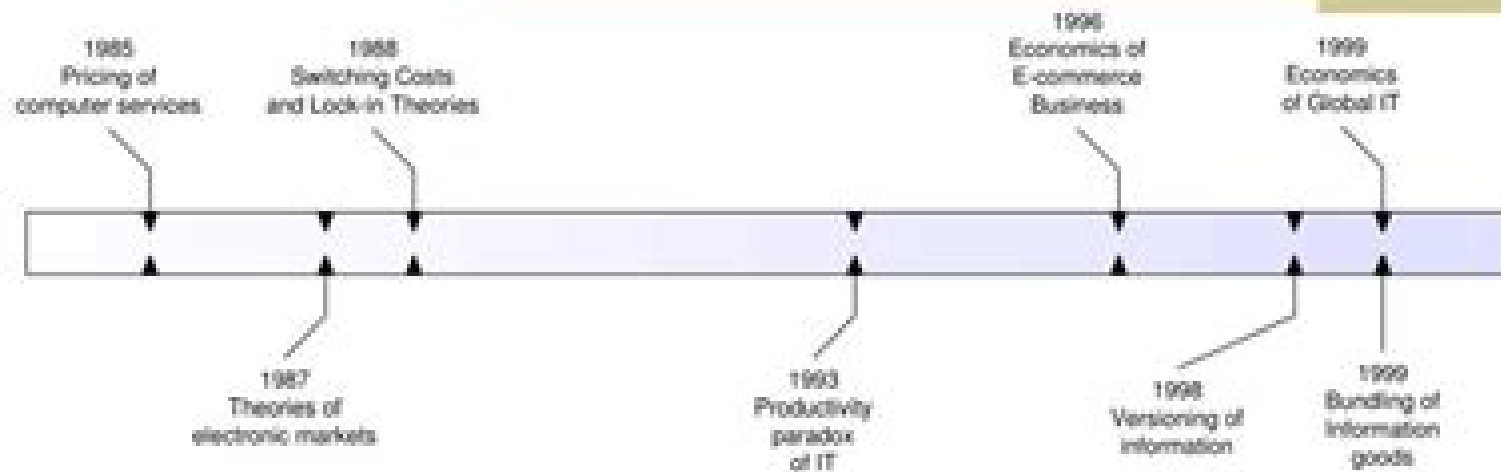 1985
Pricing of
computer services
1988
Switching Costs
and Lock-in Theories
1996
Economics of
E-commerce
Business
1999
Economics
of Global IT
1987
Theories of
electronic markets
1993
Productivity
paradox
of IT
1998
Versioning of
information
1999
Bundling of
Information
goods